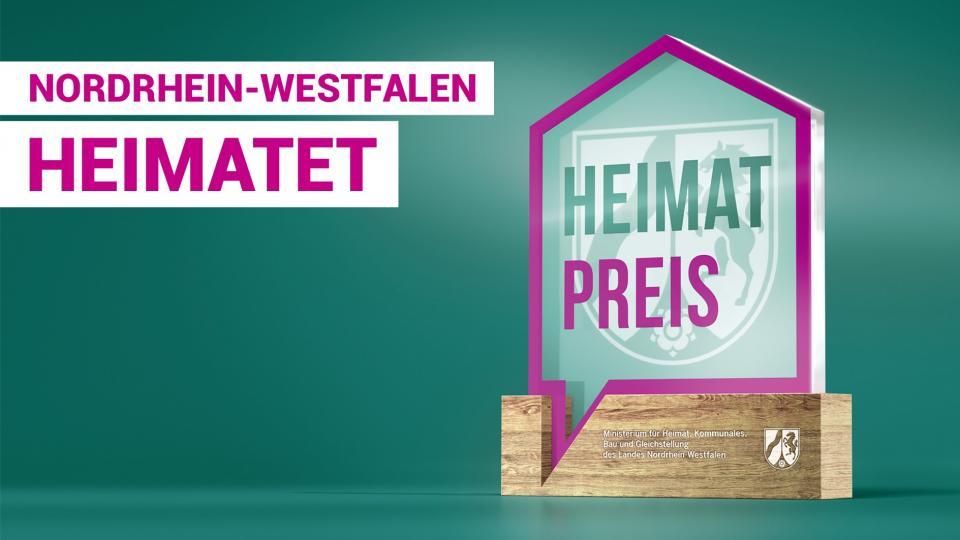 NORDRHEIN-WESTFALEN
HEIMATET
HEIMAT
PREIS
Ministerium für Heimat, Kommunales,
Bau und Gleichstellung
des Landes Nordrhein-Westfalen